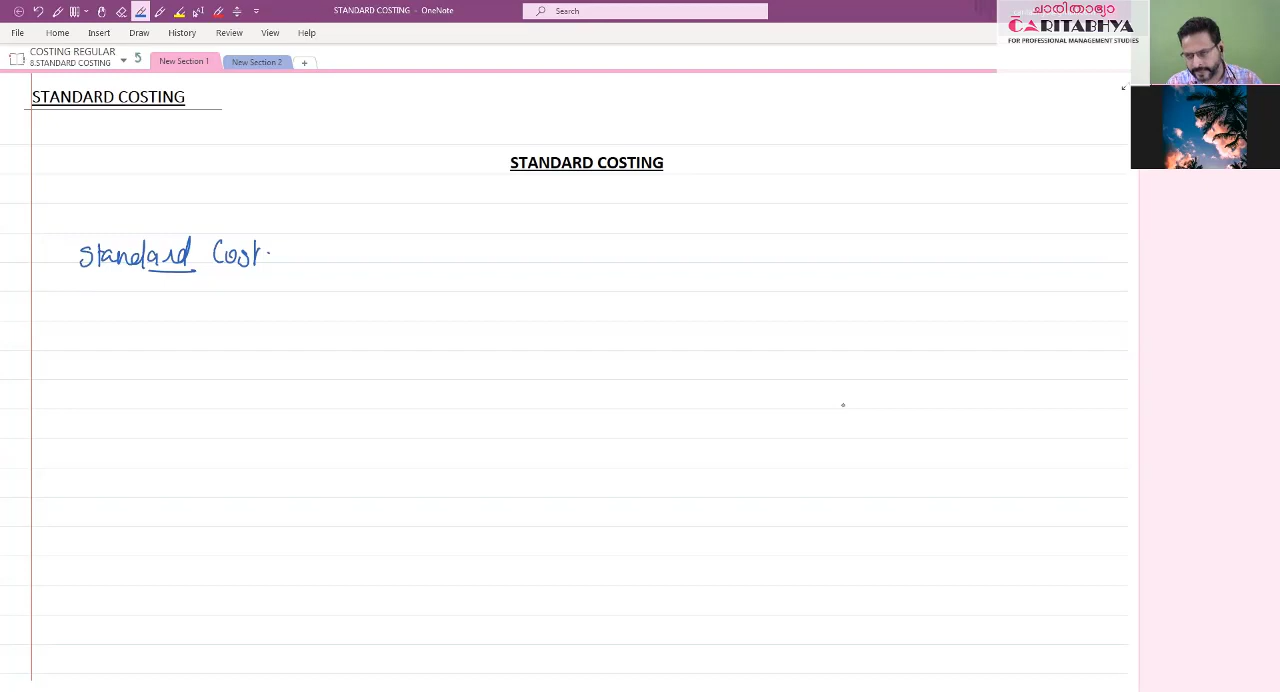 STANDARD COSTING - OneNote
Search
ചാരിതാഭ്യാ
CARITABHYA
FOR PROFESSIONAL MANAGEMENT STUDIES
File Home Insert Draw History Review View Help
COSTING REGULAR
8.STANDARD COSTING
5
New Section 1 New Section 2 +
STANDARD COSTING
STANDARD COSTING
Standard Cost.